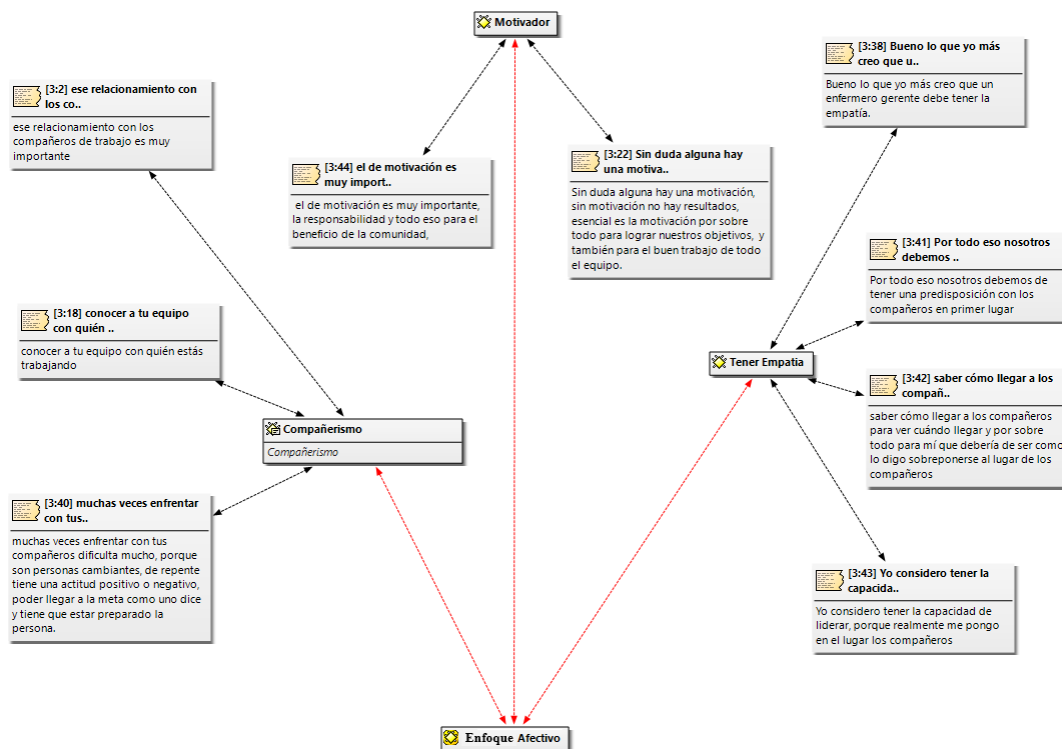 Motivador
[3:38] Bueno lo que yo más
creo que u..
Bueno lo que yo más creo que un
enfermero gerente debe tener la
empatía.
[3:2] ese relacionamiento con
los co..
ese relacionamiento con los
compañeros de trabajo es muy
importante
[3:44] el de motivación es
muy import..
el de motivación es muy importante,
la responsabilidad y todo eso para el
beneficio de la comunidad,
[3:22] Sin duda alguna hay
una motiva..
Sin duda alguna hay una motivación,
sin motivación no hay resultados,
esencial es la motivación por sobre
todo para lograr nuestros objetivos, y
también para el buen trabajo de todo
el equipo.
[3:41] Por todo eso nosotros
debemos ..
Por todo eso nosotros debemos de
tener una predisposición con los
compañeros en primer lugar
[3:18] conocer a tu equipo
con quién ..
conocer a tu equipo con quién estás
trabajando
Tener Empatia
[3:42] saber cómo llegar a los
compañ..
saber cómo llegar a los compañeros
para ver cuándo llegar y por sobre
todo para mí que debería de ser como
lo digo sobreponerse al lugar de los
compañeros
Compañerismo
Compañerismo
[3:40] muchas veces enfrentar
con tus..
muchas veces enfrentar con tus
compañeros dificulta mucho, porque
son personas cambiantes, de repente
tiene una actitud positivo o negativo,
poder llegar a la meta como uno dice
y tiene que estar preparado la
persona.
[3:43] Yo considero tener la
capacida..
Yo considero tener la capacidad de
liderar, porque realmente me pongo
en el lugar los compañeros
Enfoque Afectivo